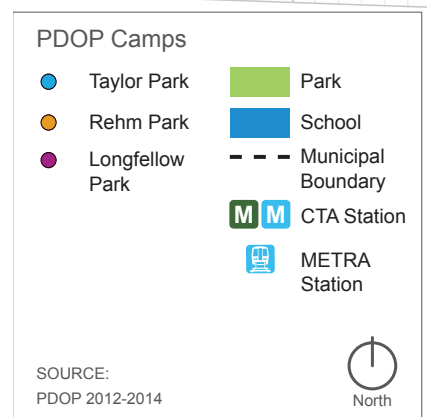 PDOP Camps
Taylor Park
Rehm Park
Longfellow
Park
Park
School
Municipal
Boundary
M M CTA Station
METRA
Station
SOURCE:
PDOP 2012-2014
North